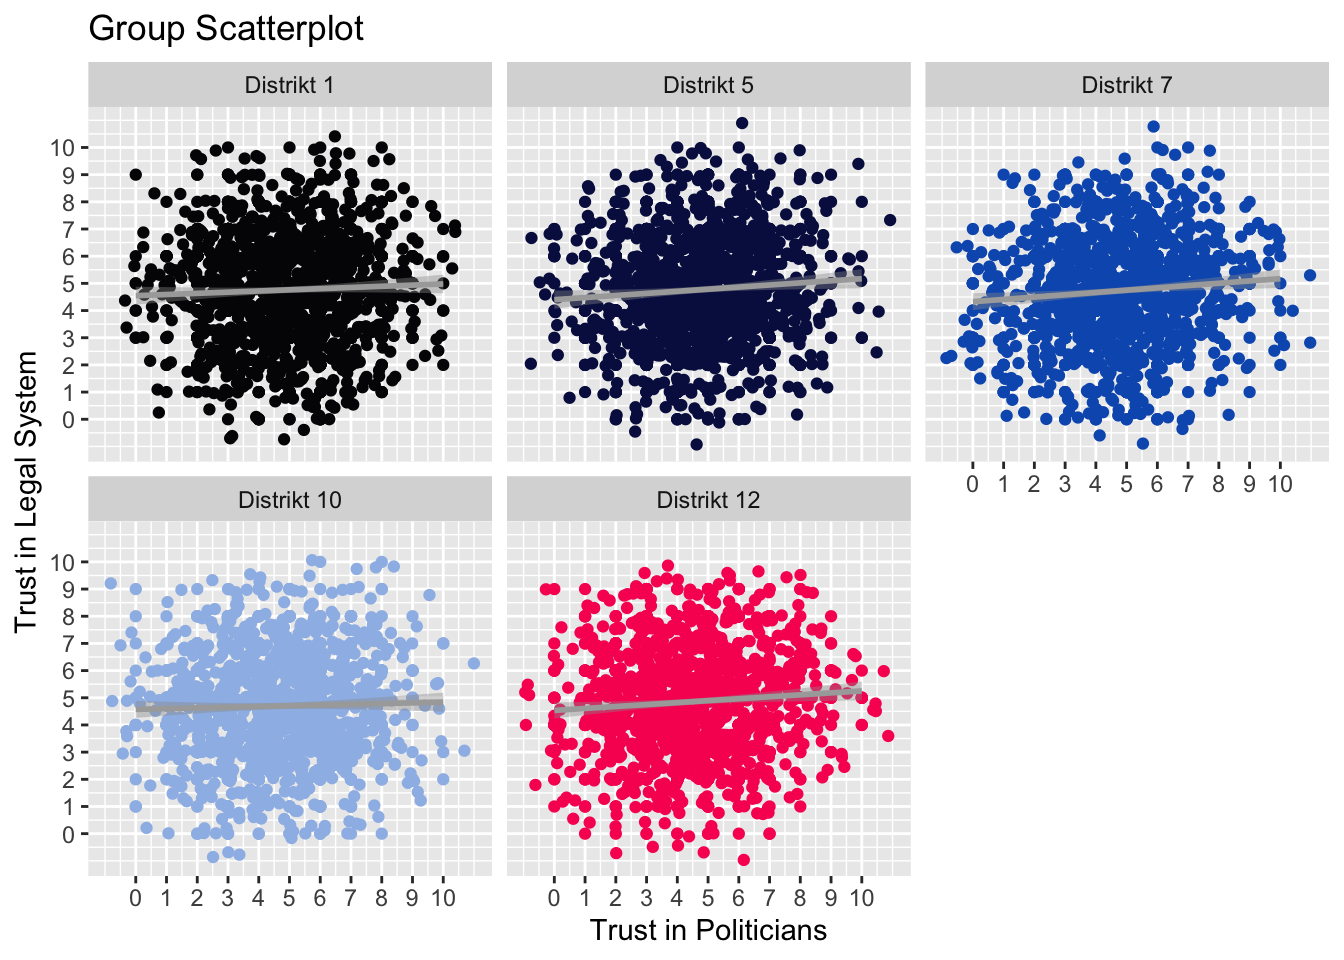 Group Scatterplot
Distrikt 1
Distrikt 5
Distrikt 7
10
9
8
7
6
5
4
3
2
1
0
0 1 2 3 4 5 6 7 8 9 10
Distrikt 10
Distrikt 12
10
9
8
7
6
5
4
3
2
1
0
0 1 2 3 4 5 6 7 8 9 10
0 1 2 3 4 5 6 7 8 9 10
Trust in Legal System
Trust in Politicians